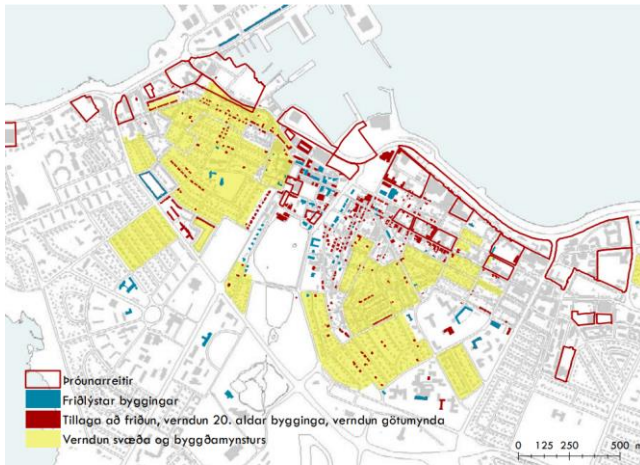 Þróunarreitir
Friðlýstar byggingar
Tillaga að friðun, verndun 20. aldar bygginga, verndun götumynda
Verndun svæða og byggðamynsturs
0 125 250 500 m